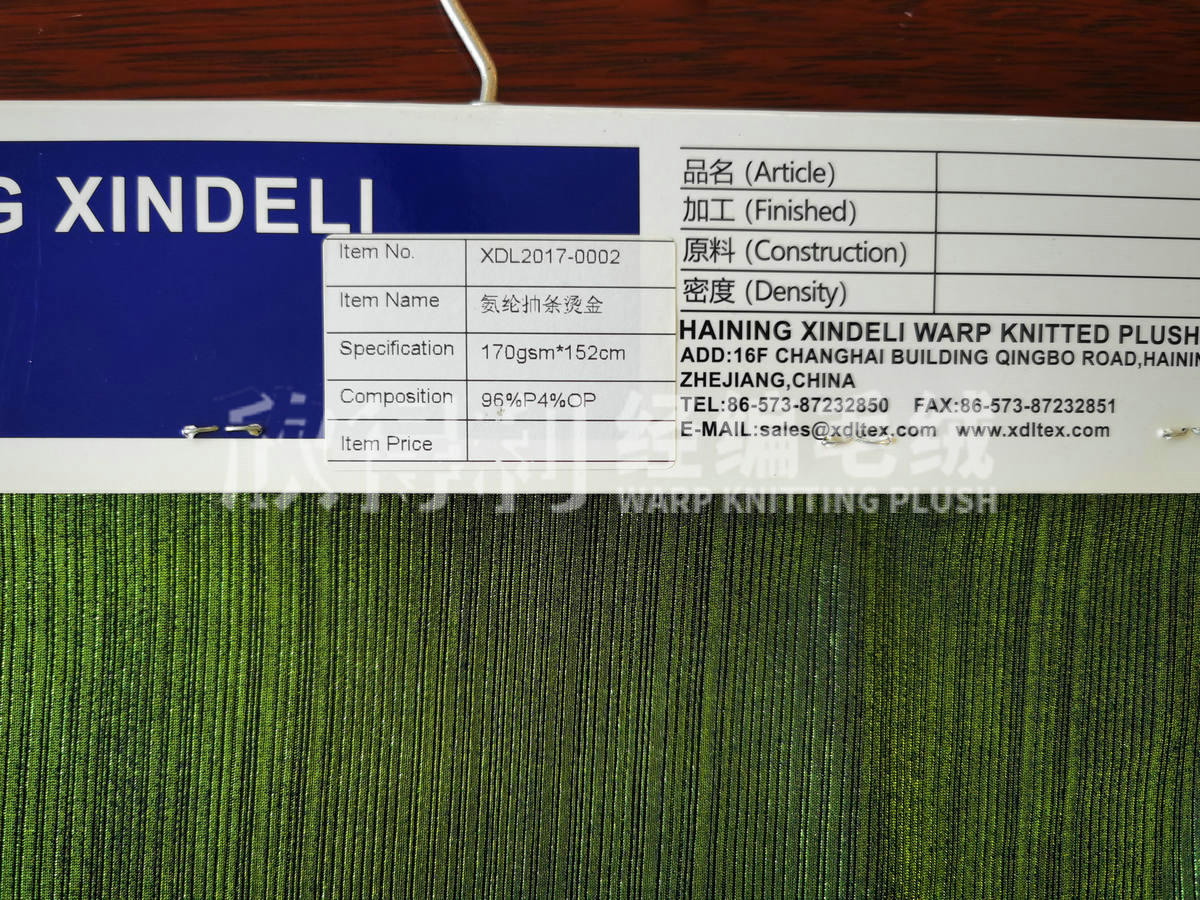 G XINDELI
Item No. XDL2017-0002
Item Name 氨纶抽条烫金
Specification 170gsm*152cm
Composition 96%P4%OP
Item Price
品名 (Article)
加工 (Finished)
原料 (Construction)
密度 (Density)
HAINING XINDELI WARP KNITTED PLUSH
ADD:16F CHANGHAI BUILDING QINGBO ROAD,HAININ
ZHEJIANG,CHINA
TEL:86-573-87232850 FAX:86-573-87232851
E-MAIL:sales@xdltex.com www.xdltex.com
欣得利 经编毛绒
WARP KNITTING PLUSH